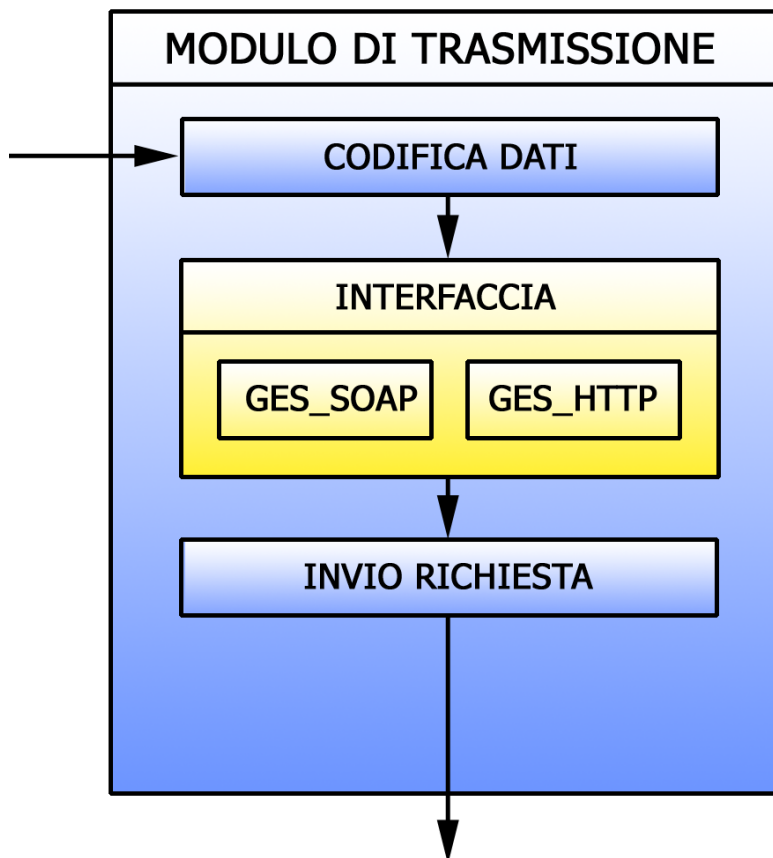 MODULO DI TRASMISSIONE
CODIFICA DATI
INTERFACCIA
GES_SOAP GES_HTTP
INVIO RICHIESTA